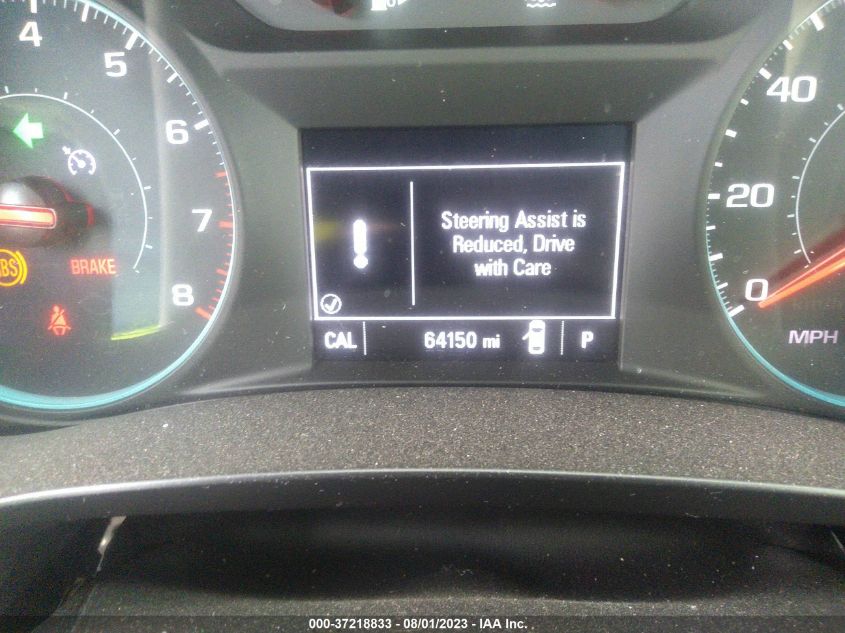 4
5
6
7
8
BRAKE
Steering Assist is
Reduced, Drive
with Care
CAL 64150 mi P
40
20
0
MPH
000-37218833 - 08/01/2023 - IAA Inc.